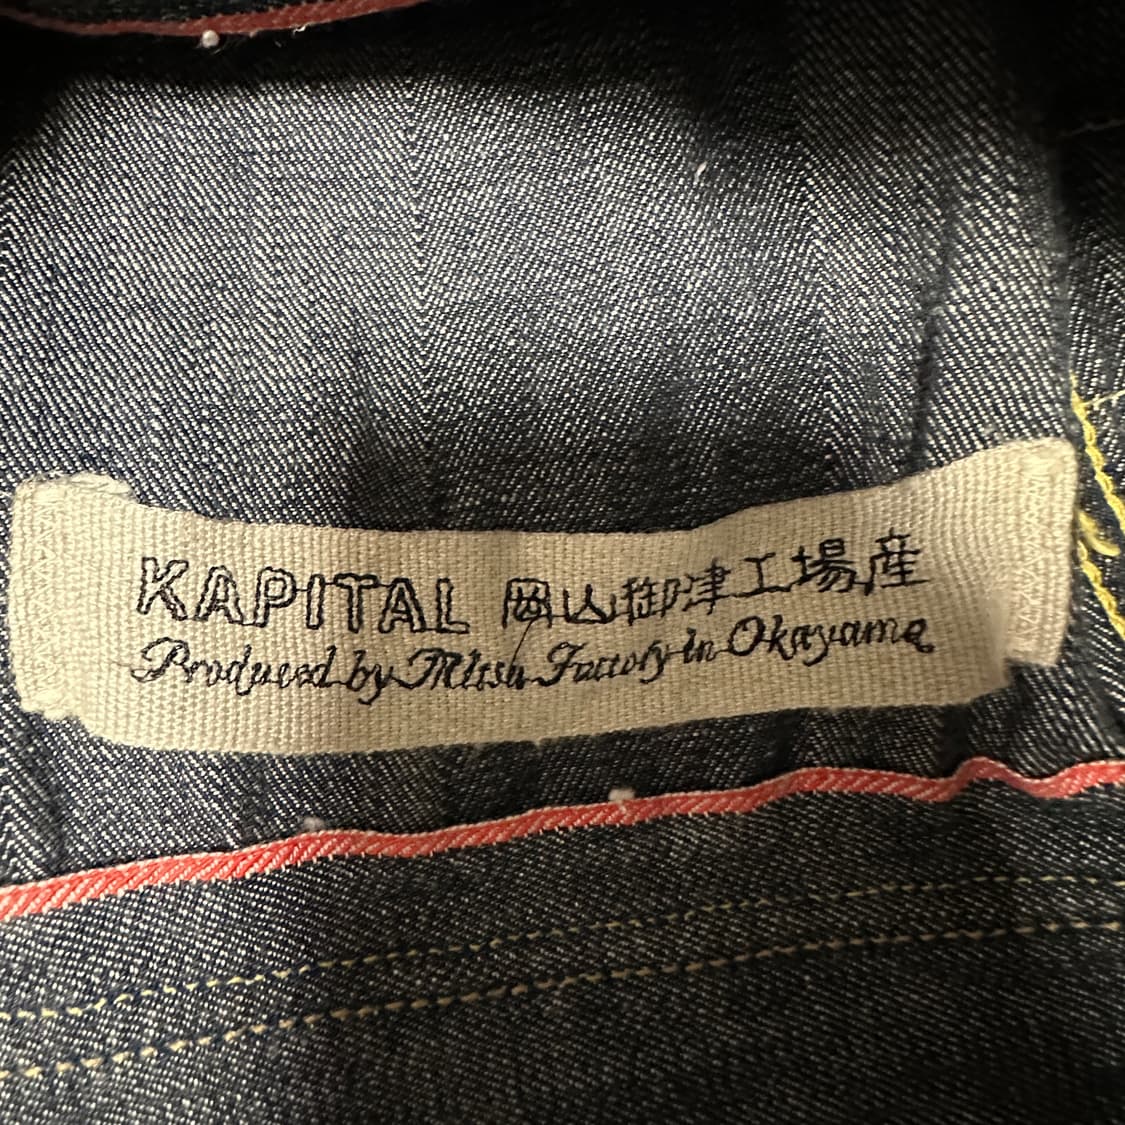 KAPITAL 岡山御津工場産
Produced by Mitsu Factory in Okayama